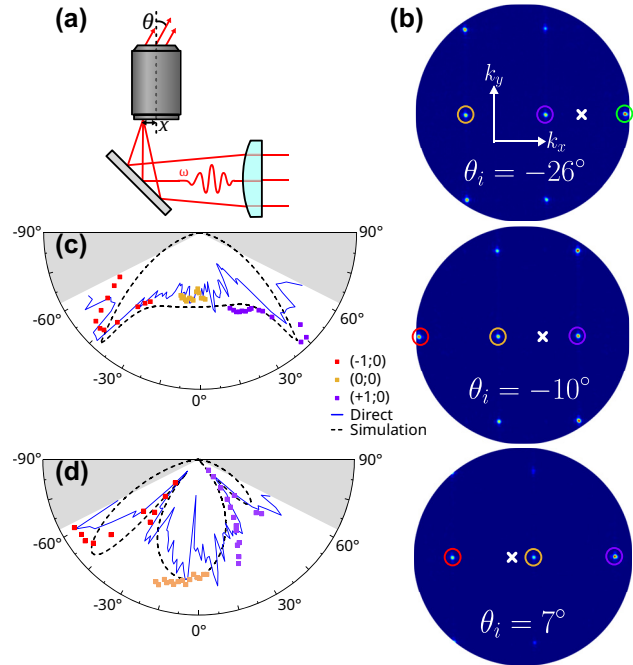 (a)
θ
x
ω
(b)
k_y
k_x
θ_i = −26°
θ_i = −10°
θ_i = 7°
(c)
-90°
90°
-60°
60°
-30°
30°
0°
(-1;0)
(0;0)
(+1;0)
Direct
Simulation
(d)
-90°
90°
-60°
60°
-30°
30°
0°